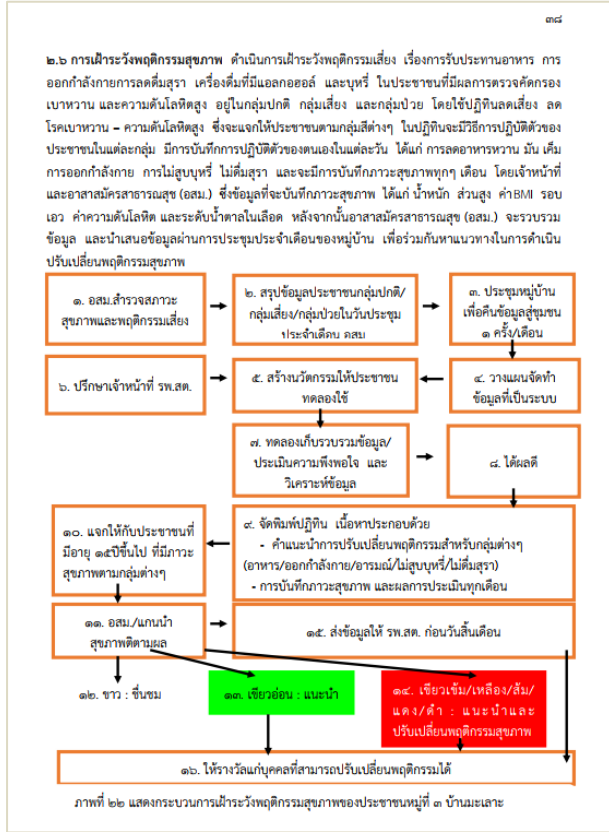 ๓๘
๒.๖ การเฝ้าระวังพฤติกรรมสุขภาพ ดำเนินการเฝ้าระวังพฤติกรรมเสี่ยง เรื่องการรับประทานอาหาร การ
ออกกำลังกายการลดดื่มสุรา เครื่องดื่มที่มีแอลกอฮอล์ และบุหรี่ ในประชาชนที่มีผลการตรวจคัดกรอง
เบาหวาน และความดันโลหิตสูง อยู่ในกลุ่มปกติ กลุ่มเสี่ยง และกลุ่มป่วย โดยใช้ปฏิทินลดเสี่ยง ลด
โรคเบาหวาน – ความดันโลหิตสูง ซึ่งจะแจกให้ประชาชนตามกลุ่มสีต่างๆ ในปฏิทินจะมีวิธีการปฏิบัติตัวของ
ประชาชนในแต่ละกลุ่ม มีการบันทึกการปฏิบัติตัวของตนเองในแต่ละวัน ได้แก่ การลดอาหารหวาน มัน เค็ม
การออกกำลังกาย การไม่สูบบุหรี่ ไม่ดื่มสุรา และจะมีการบันทึกภาวะสุขภาพทุกๆ เดือน โดยเจ้าหน้าที่
และอาสาสมัครสาธารณสุช (อสม.) ซึ่งข้อมูลที่จะบันทึกภาวะสุขภาพ ได้แก่ น้ำหนัก ส่วนสูง ค่าBMI รอบ
เอว ค่าความดันโลหิต และระดับน้ำตาลในเลือด หลังจากนั้นอาสาสมัครสาธารณสุข (อสม.) จะรวบรวม
ข้อมูล และนำเสนอข้อมูลผ่านการประชุมประจำเดือนของหมู่บ้าน เพื่อร่วมกันหาแนวทางในการดำเนิน
ปรับเปลี่ยนพฤติกรรมสุขภาพ
๑. อสม.สำรวจสภาวะ
สุขภาพและพฤติกรรมเสี่ยง
๒. สรุปข้อมูลประชาชนกลุ่มปกติ/
กลุ่มเสี่ยง/กลุ่มป่วยในวันประชุม
ประจำเดือน อสม
๓. ประชุมหมู่บ้าน
เพื่อคืนข้อมูลสู่ชุมชน
๑ ครั้ง/เดือน
๖. ปรึกษาเจ้าหน้าที่ รพ.สต.
๕. สร้างนวัตกรรมให้ประชาชน
ทดลองใช้
๔. วางแผนจัดทำ
ข้อมูลที่เป็นระบบ
๗. ทดลองเก็บรวบรวมข้อมูล/
ประเมินความพึงพอใจ และ
วิเคราะห์ข้อมูล
๘. ได้ผลดี
๑๐. แจกให้กับประชาชนที่
มีอายุ ๑๕ปีขึ้นไป ที่มีภาวะ
สุขภาพตามกลุ่มต่างๆ
๙. จัดพิมพ์ปฏิทิน เนื้อหาประกอบด้วย
- คำแนะนำการปรับเปลี่ยนพฤติกรรมสำหรับกลุ่มต่างๆ
(อาหาร/ออกกำลังกาย/อารมณ์/ไม่สูบบุหรี่/ไม่ดื่มสุรา)
- การบันทึกภาวะสุขภาพ และผลการประเมินทุกเดือน
๑๑. อสม./แกนนำ
สุขภาพติตามผล
๑๕. ส่งข้อมูลให้ รพ.สต. ก่อนวันสิ้นเดือน
๑๒. ขาว : ชื่นชม
๑๓. เขียวอ่อน : แนะนำ
๑๔. เขียวเข้ม/เหลือง/ส้ม/
แดง/ดำ : แนะนำและ
ปรับเปลี่ยนพฤติกรรมสุขภาพ
๑๖. ให้รางวัลแก่บุคคลที่สามารถปรับเปลี่ยนพฤติกรรมได้
ภาพที่ ๒๒ แสดงกระบวนการเฝ้าระวังพฤติกรรมสุขภาพของประชาชนหมู่ที่ ๓ บ้านมะเลาะ